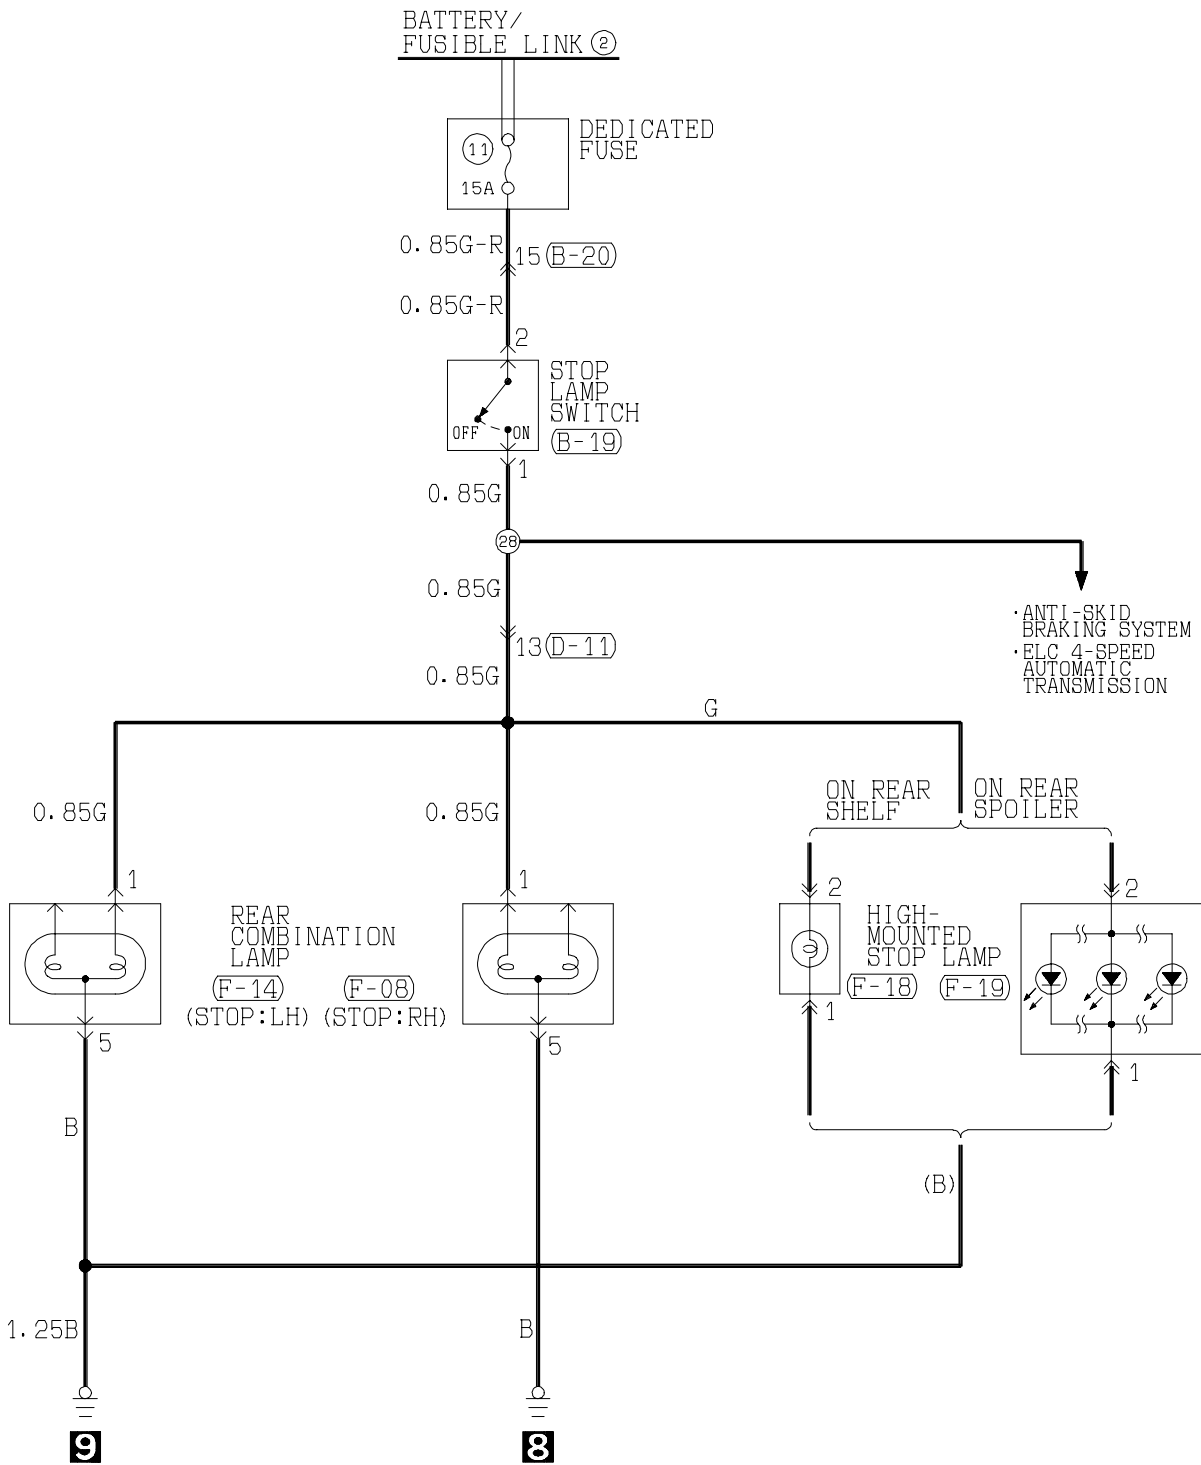 BATTERY/
FUSIBLE LINK ②
DEDICATED
FUSE
11
15A
0.85G-R
15 B-20
0.85G-R
2
STOP
LAMP
SWITCH
OFF ON
B-19
1
0.85G
28
0.85G
·ANTI-SKID
BRAKING SYSTEM
·ELC 4-SPEED
AUTOMATIC
TRANSMISSION
13 D-11
0.85G
G
ON REAR
SHELF
ON REAR
SPOILER
0.85G
0.85G
1
1
2
2
REAR
COMBINATION
LAMP
F-14
(STOP:LH)
F-08
(STOP:RH)
HIGH-
MOUNTED
STOP LAMP
F-18
F-19
1
5
5
1
B
(B)
1.25B
B
9
8